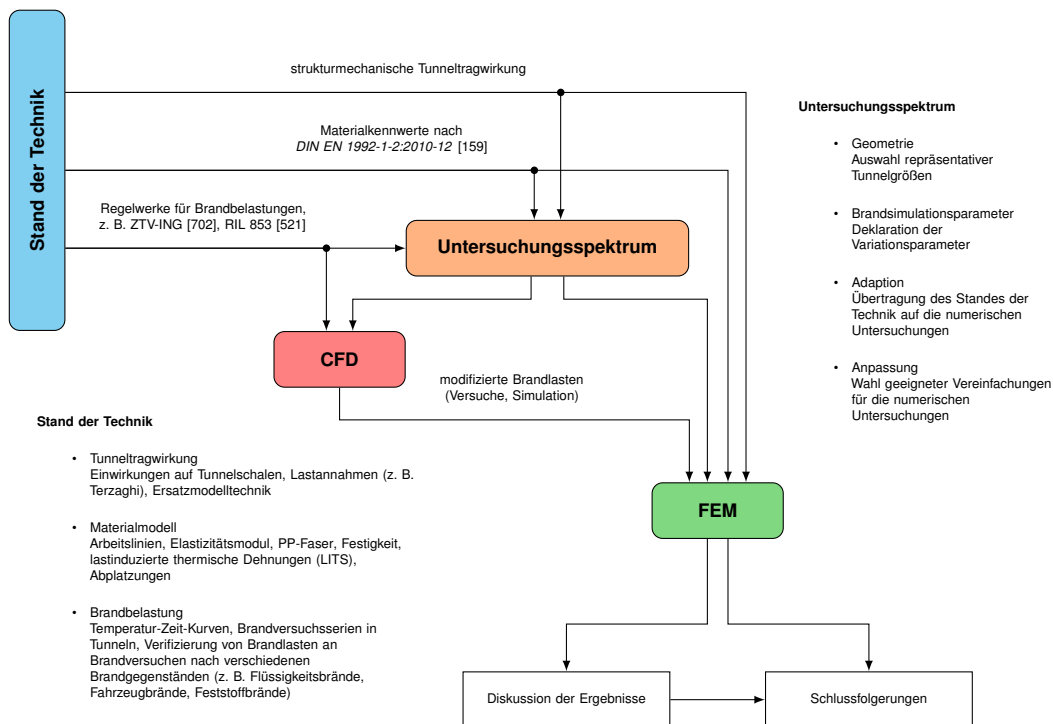 Stand der Technik
strukturmechanische Tunneltragwirkung
Materialkennwerte nach
DIN EN 1992-1-2:2010-12 [159]
Regelwerke für Brandbelastungen,
z. B. ZTV-ING [702], RIL 853 [521]
Untersuchungsspektrum
CFD
modifizierte Brandlasten
(Versuche, Simulation)
FEM
Diskussion der Ergebnisse
Schlussfolgerungen
Untersuchungsspektrum
• Geometrie
Auswahl repräsentativer
Tunnelgrößen
• Brandsimulationsparameter
Deklaration der
Variationsparameter
• Adaption
Übertragung des Standes der
Technik auf die numerischen
Untersuchungen
• Anpassung
Wahl geeigneter Vereinfachungen
für die numerischen
Untersuchungen
Stand der Technik
• Tunneltragwirkung
Einwirkungen auf Tunnelschalen, Lastannahmen (z. B.
Terzaghi), Ersatzmodelltechnik
• Materialmodell
Arbeitslinien, Elastizitätsmodul, PP-Faser, Festigkeit,
lastinduzierte thermische Dehnungen (LITS),
Abplatzungen
• Brandbelastung
Temperatur-Zeit-Kurven, Brandversuchsserien in
Tunneln, Verifizierung von Brandlasten an
Brandversuchen nach verschiedenen
Brandgegenständen (z. B. Flüssigkeitsbrände,
Fahrzeugbrände, Feststoffbrände)